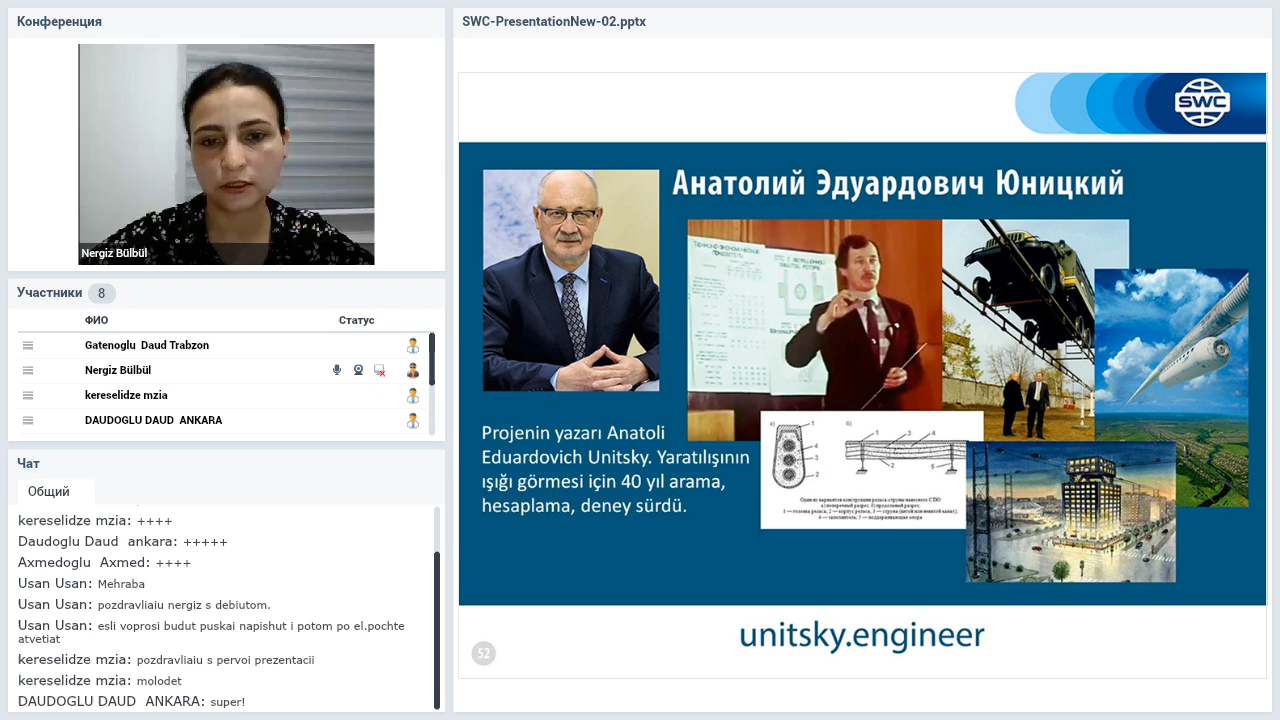 Конференция
Nergiz Bülbül
Участники 8
ФИО Статус
Gatenoglu Daud Trabzon
Nergiz Bülbül
kereselidze mzia
DAUDOGLU DAUD ANKARA
Чат
Общий
kereselidze mzia: ++++
Daudoglu Daud ankara: +++++
Axmedoglu Axmed: ++++
Usan Usan: Mehraba
Usan Usan: pozdravliaiu nergiz s debiutom.
Usan Usan: esli voprosi budut puskai napishut i potom po el.pochte
atvetiat
kereselidze mzia: pozdravliaiu s pervoi prezentacii
kereselidze mzia: molodet
DAUDOGLU DAUD ANKARA: super!
SWC-PresentationNew-02.pptx
SWC
Анатолий Эдуардович Юницкий
Projenin yazarı Anatoli
Eduardovich Unitsky. Yaratılışının
ışığı görmesi için 40 yıl arama,
hesaplama, deney sürdü.
unitsky.engineer
52